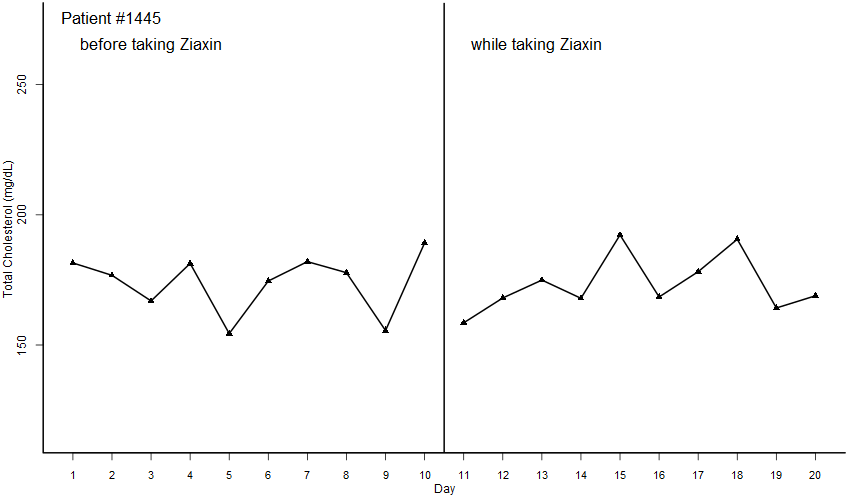 Patient #1445
before taking Ziaxin
while taking Ziaxin
250
200
150
Total Cholesterol (mg/dL)
1 2 3 4 5 6 7 8 9 10 11 12 13 14 15 16 17 18 19 20
Day